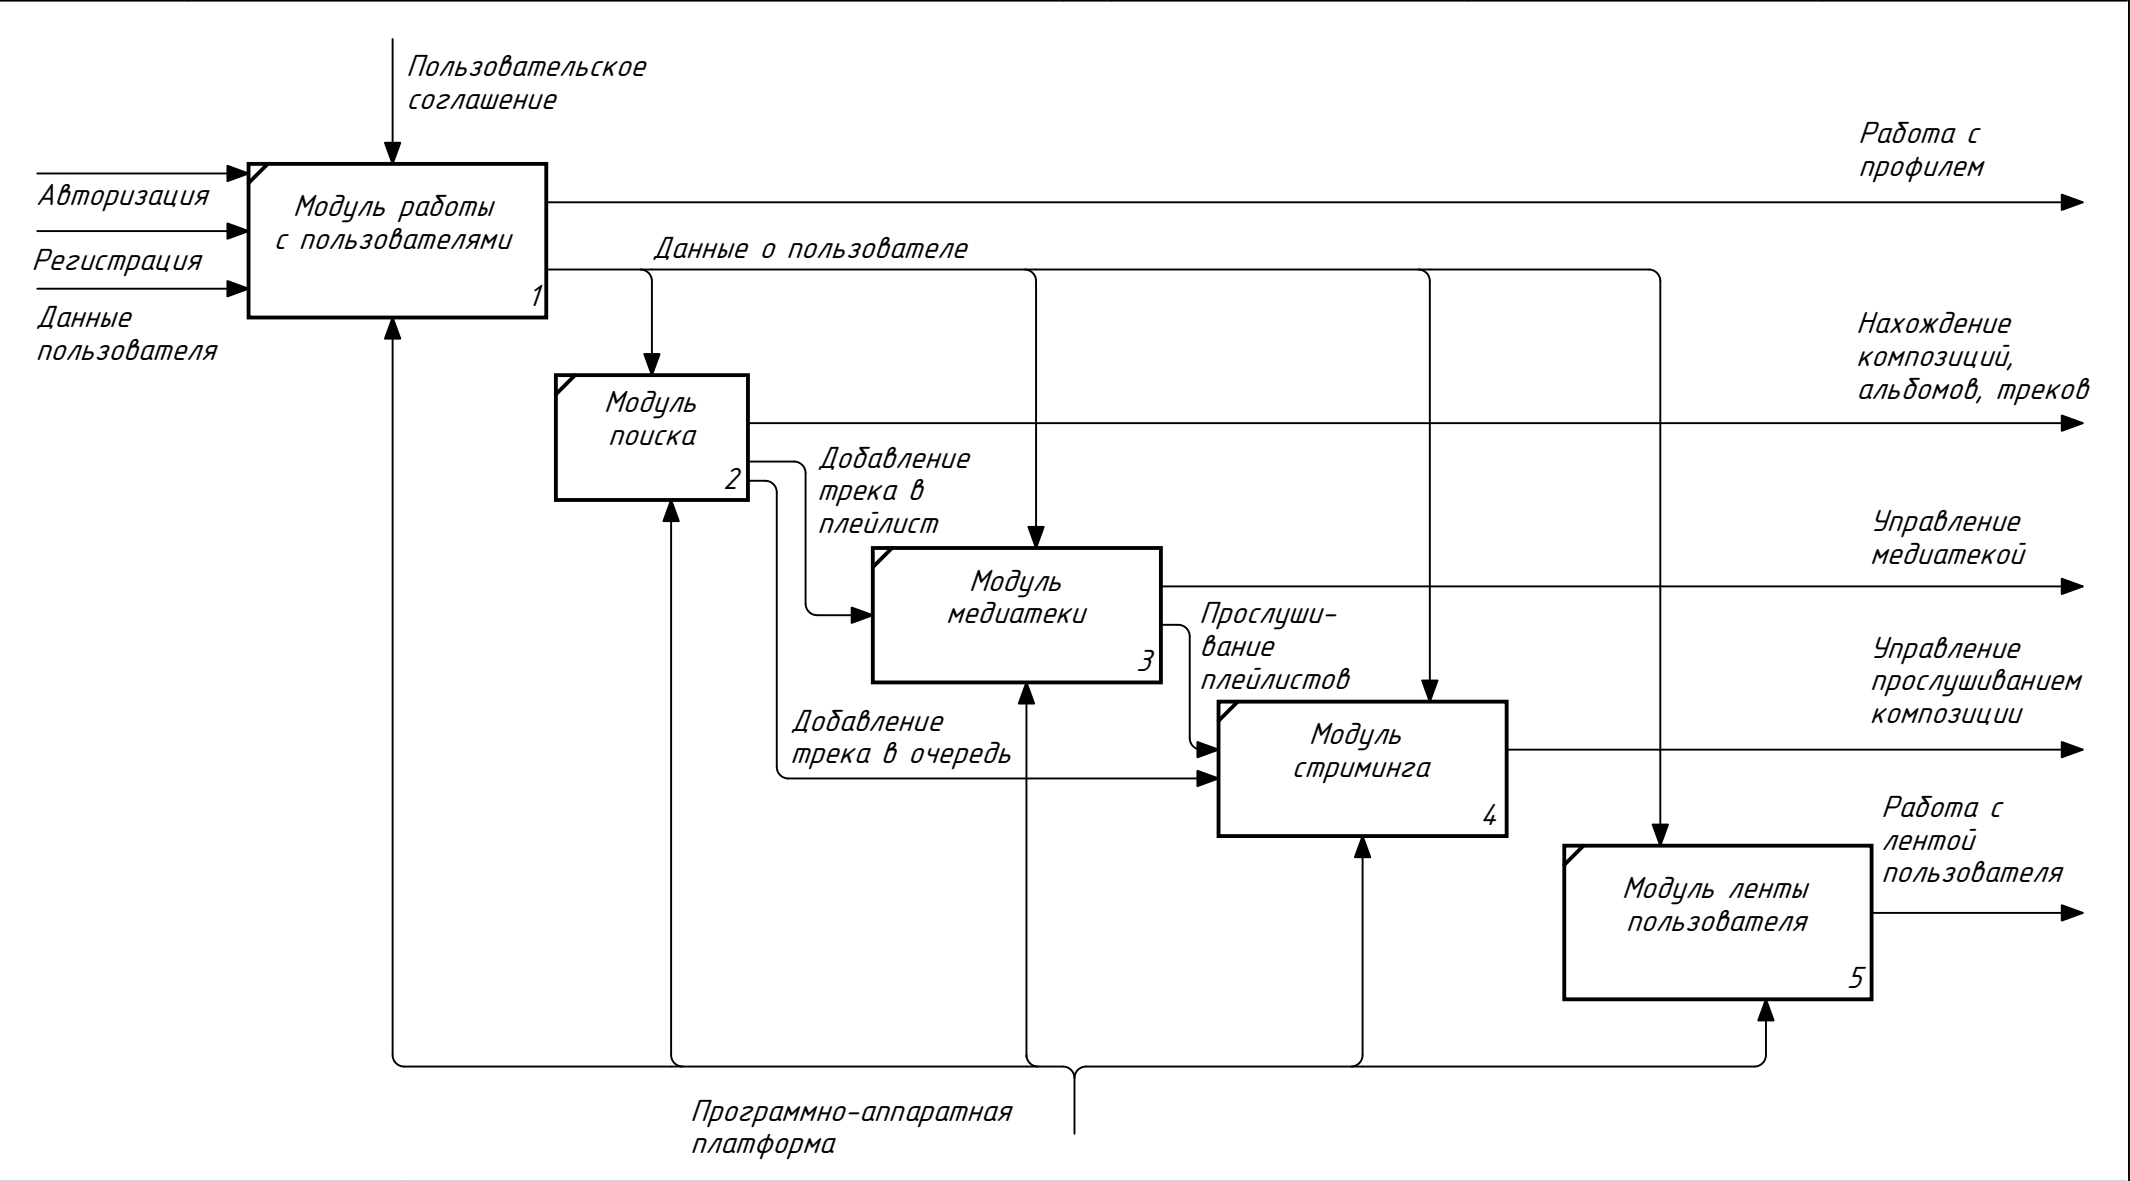 Пользовательское
соглашение
Авторизация
Регистрация
Данные
пользователя
Модуль работы
с пользователями
1
Работа с
профилем
Данные о пользователе
Нахождение
композиций,
альбомов, треков
Модуль
поиска
2
Добавление
трека в
плейлист
Управление
медиатекой
Модуль
медиатеки
3
Прослуши-
вание
плейлистов
Управление
прослушиванием
композиции
Добавление
трека в очередь
Модуль
стриминга
4
Работа с
лентой
пользователя
Модуль ленты
пользователя
5
Программно-аппаратная
платформа